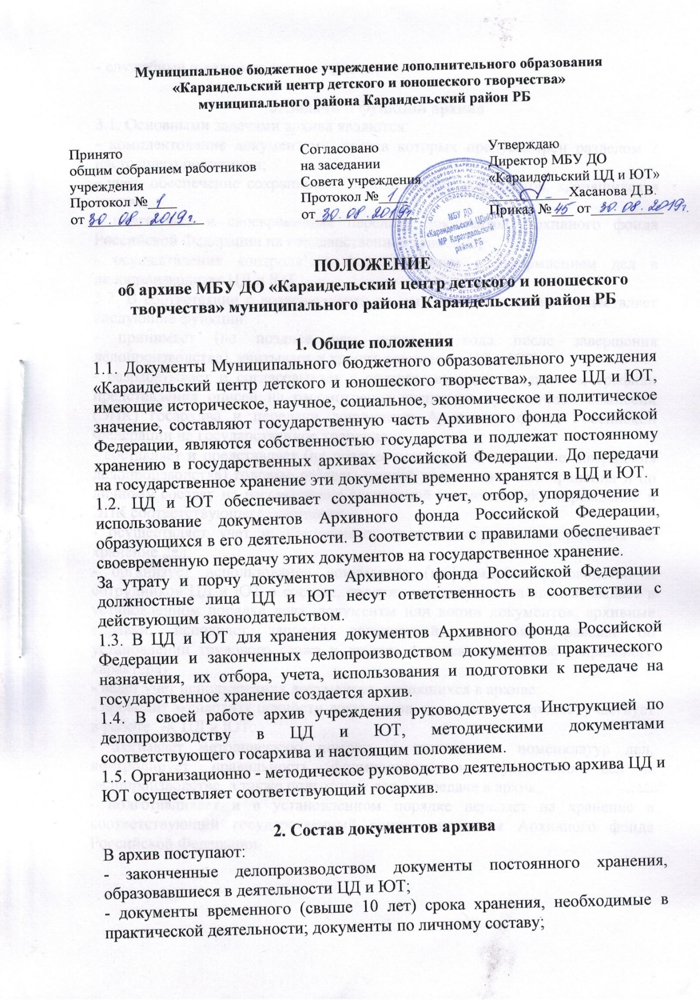 Муниципальное бюджетное учреждение дополнительного образования
«Караидельский центр детского и юношеского творчества»
муниципального района Караидельский район РБ
Принято
общим собранием работников
учреждения
Протокол № 1
от 30. 08. 2019г.
Согласовано
на заседании
Совета учреждения
Протокол № 1
от 30. 08. 2019г.
Утверждаю
Директор МБУ ДО
«Караидельский ЦД и ЮТ»
Хасанова Д.В.
Приказ № 45 от 30. 08. 2019г.
МБУ ДО
«Караидельский ЦДиЮТ»
МР Караидельский
район РБ
ПОЛОЖЕНИЕ
об архиве МБУ ДО «Караидельский центр детского и юношеского
творчества» муниципального района Караидельский район РБ
1. Общие положения
1.1. Документы Муниципального бюджетного образовательного учреждения
«Караидельский центр детского и юношеского творчества», далее ЦД и ЮТ,
имеющие историческое, научное, социальное, экономическое и политическое
значение, составляют государственную часть Архивного фонда Российской
Федерации, являются собственностью государства и подлежат постоянному
хранению в государственных архивах Российской Федерации. До передачи
на государственное хранение эти документы временно хранятся в ЦД и ЮТ.
1.2. ЦД и ЮТ обеспечивает сохранность, учет, отбор, упорядочение и
использование документов Архивного фонда Российской Федерации,
образующихся в его деятельности. В соответствии с правилами обеспечивает
своевременную передачу этих документов на государственное хранение.
За утрату и порчу документов Архивного фонда Российской Федерации
должностные лица ЦД и ЮТ несут ответственность в соответствии с
действующим законодательством.
1.3. В ЦД и ЮТ для хранения документов Архивного фонда Российской
Федерации и законченных делопроизводством документов практического
назначения, их отбора, учета, использования и подготовки к передаче на
государственное хранение создается архив.
1.4. В своей работе архив учреждения руководствуется Инструкцией по
делопроизводству в ЦД и ЮТ, методическими документами
соответствующего госархива и настоящим положением.
1.5. Организационно - методическое руководство деятельностью архива ЦД и
ЮТ осуществляет соответствующий госархив.
2. Состав документов архива
В архив поступают:
- законченные делопроизводством документы постоянного хранения,
образовавшиеся в деятельности ЦД и ЮТ;
- документы временного (свыше 10 лет) срока хранения, необходимые в
практической деятельности; документы по личному составу;